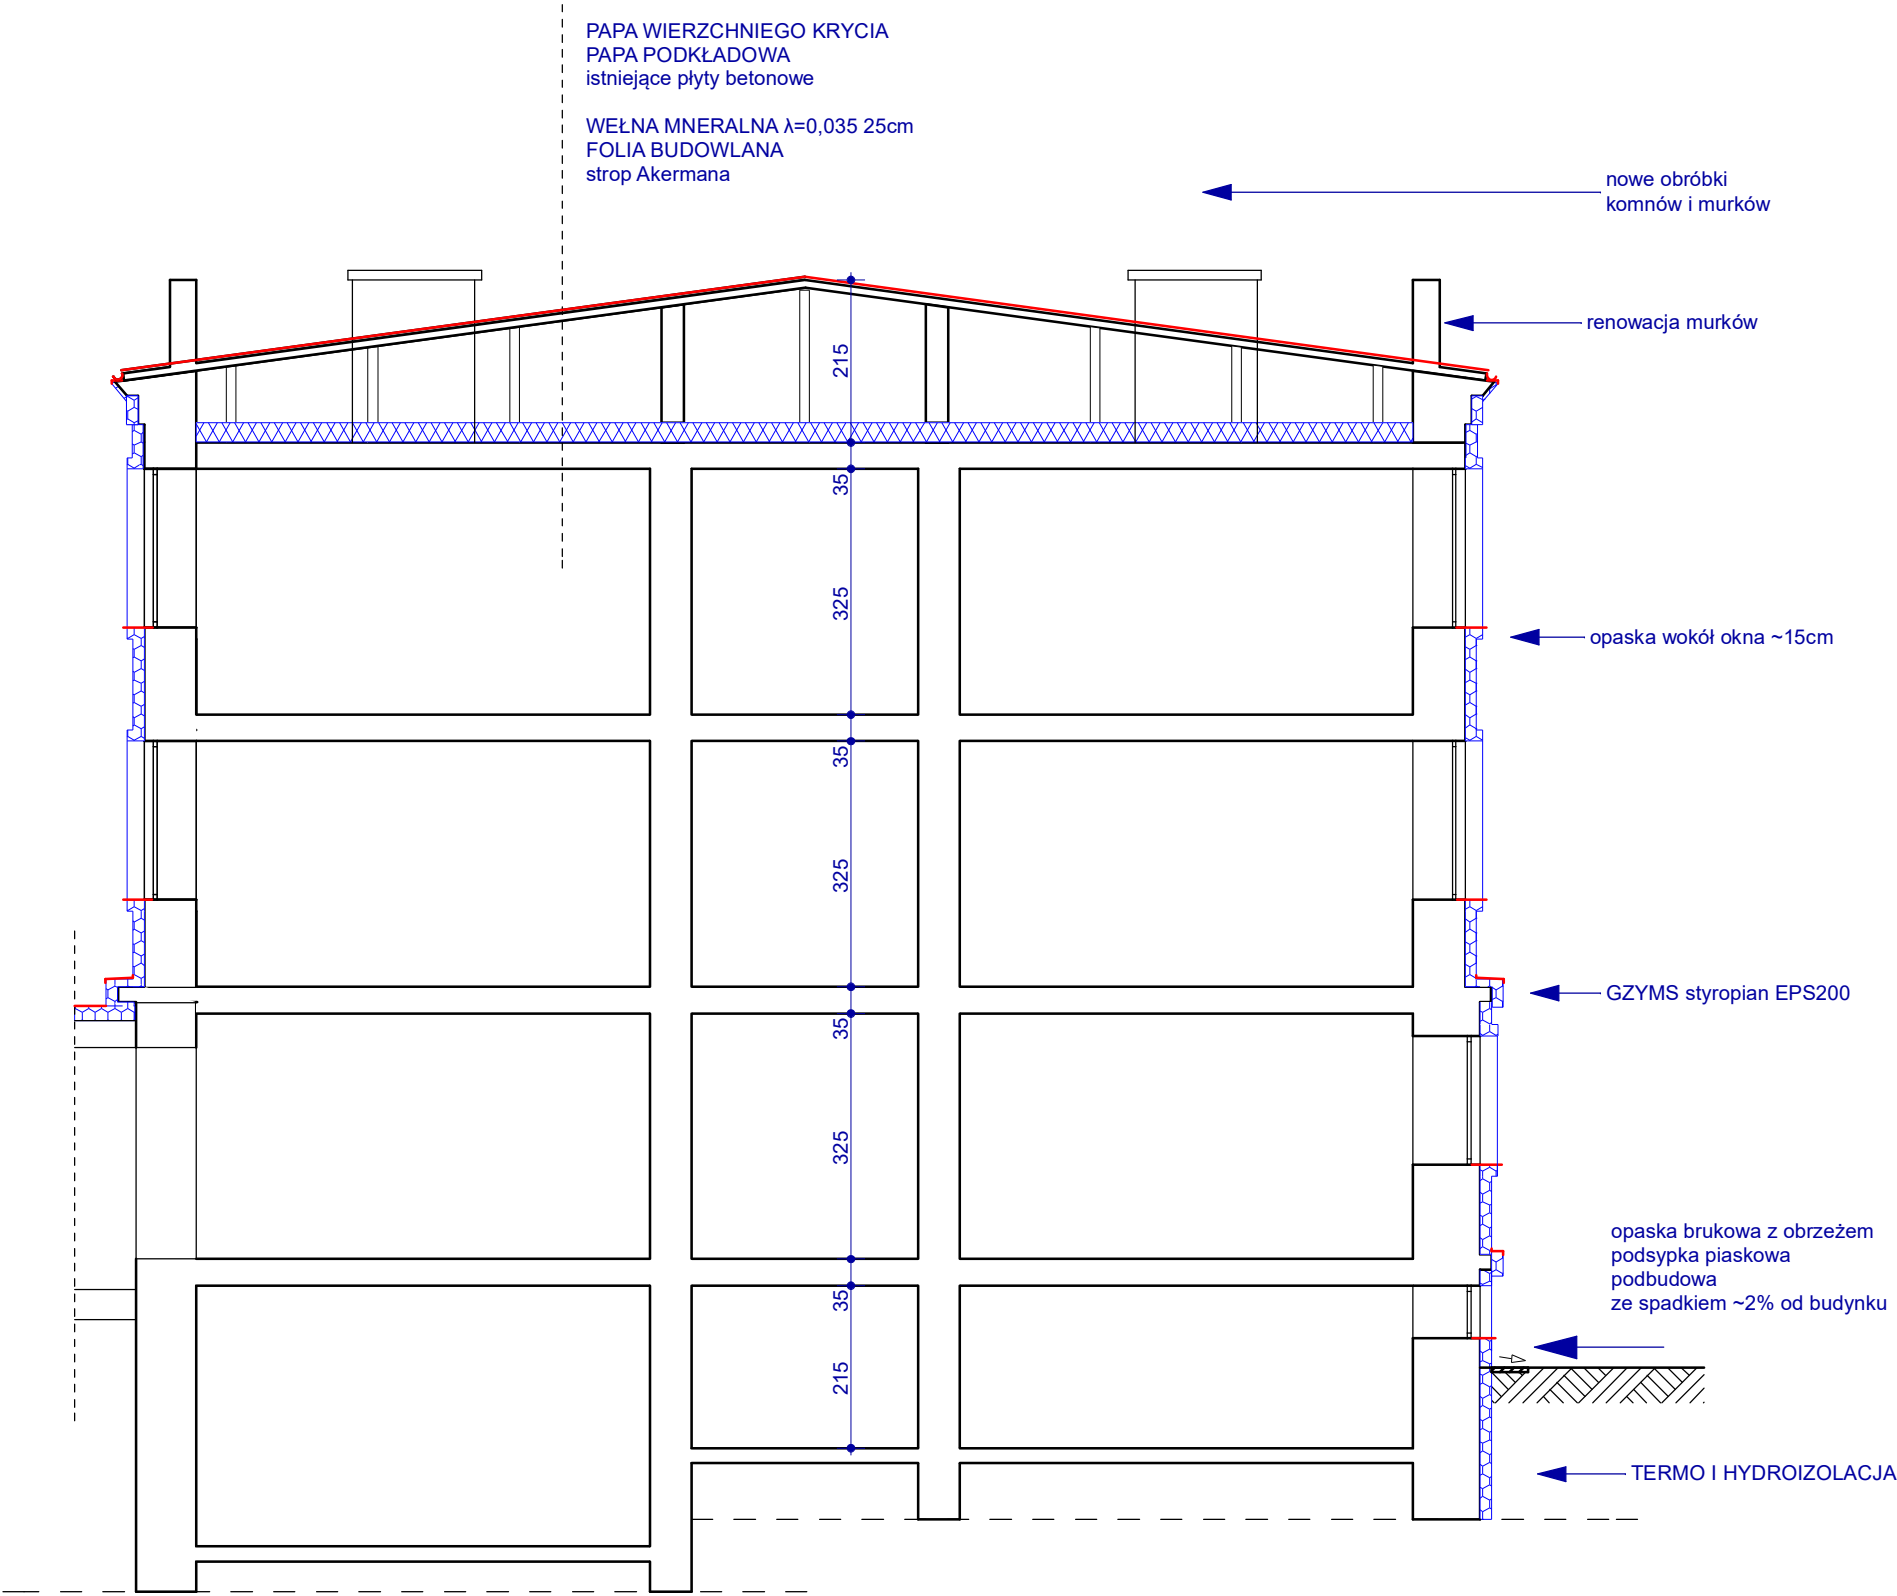 PAPA WIERZCHNIEGO KRYCIA
PAPA PODKŁADOWA
istniejące płyty betonowe
WEŁNA MNERALNA λ=0,035 25cm
FOLIA BUDOWLANA
strop Akermana
nowe obróbki
komnów i murków
renowacja murków
215
35
325
opaska wokół okna ~15cm
35
325
GZYMS styropian EPS200
35
325
opaska brukowa z obrzeżem
podsypka piaskowa
podbudowa
ze spadkiem ~2% od budynku
35
215
TERMO I HYDROIZOLACJA